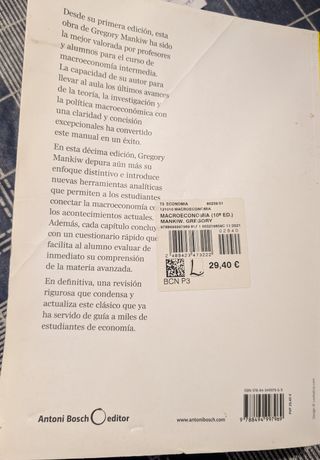 Desde su primera edición, esta
obra de Gregory Mankiw ha sido
la mejor valorada por profesores
y alumnos para el curso de
macroeconomía intermedia.
La capacidad de su autor para
llevar al aula los últimos avances
de la teoría, la investigación y
la política macroeconómica con
una claridad y concisión
excepcionales ha convertido
este manual en un éxito.
En esta décima edición, Gregory
Mankiw depura aún más su
enfoque distintivo e introduce
nuevas herramientas analíticas
que permiten a los estudiantes
conectar la macroeconomía con
los acontecimientos actuales.
Además, cada capítulo concluye
con un cuestionario rápido que
facilita al alumno evaluar de
inmediato su comprensión
de la materia avanzada.
En definitiva, una revisión
rigurosa que condensa y
actualiza este clásico que ya
ha servido de guía a miles de
estudiantes de economía.
ECONOMIA
MACROECONOMIA
MACROECONOMIA (10ª ED.)
MANKIW, GREGORY
29,40 €
BCN P3
Antoni Bosch editor
www.antonibosch.com
9 788494 997969